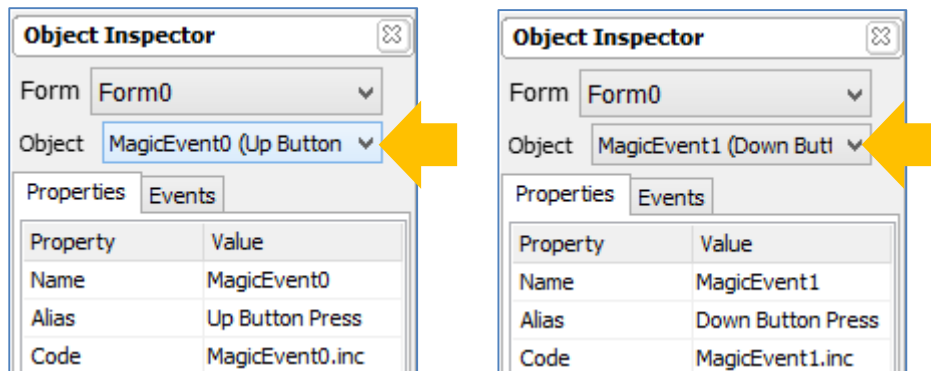 Object Inspector
Form Form0
Object MagicEvent0 (Up Button
Properties Events
Property Value
Name MagicEvent0
Alias Up Button Press
Code MagicEvent0.inc
Object Inspector
Form Form0
Object MagicEvent1 (Down Butt
Properties Events
Property Value
Name MagicEvent1
Alias Down Button Press
Code MagicEvent1.inc